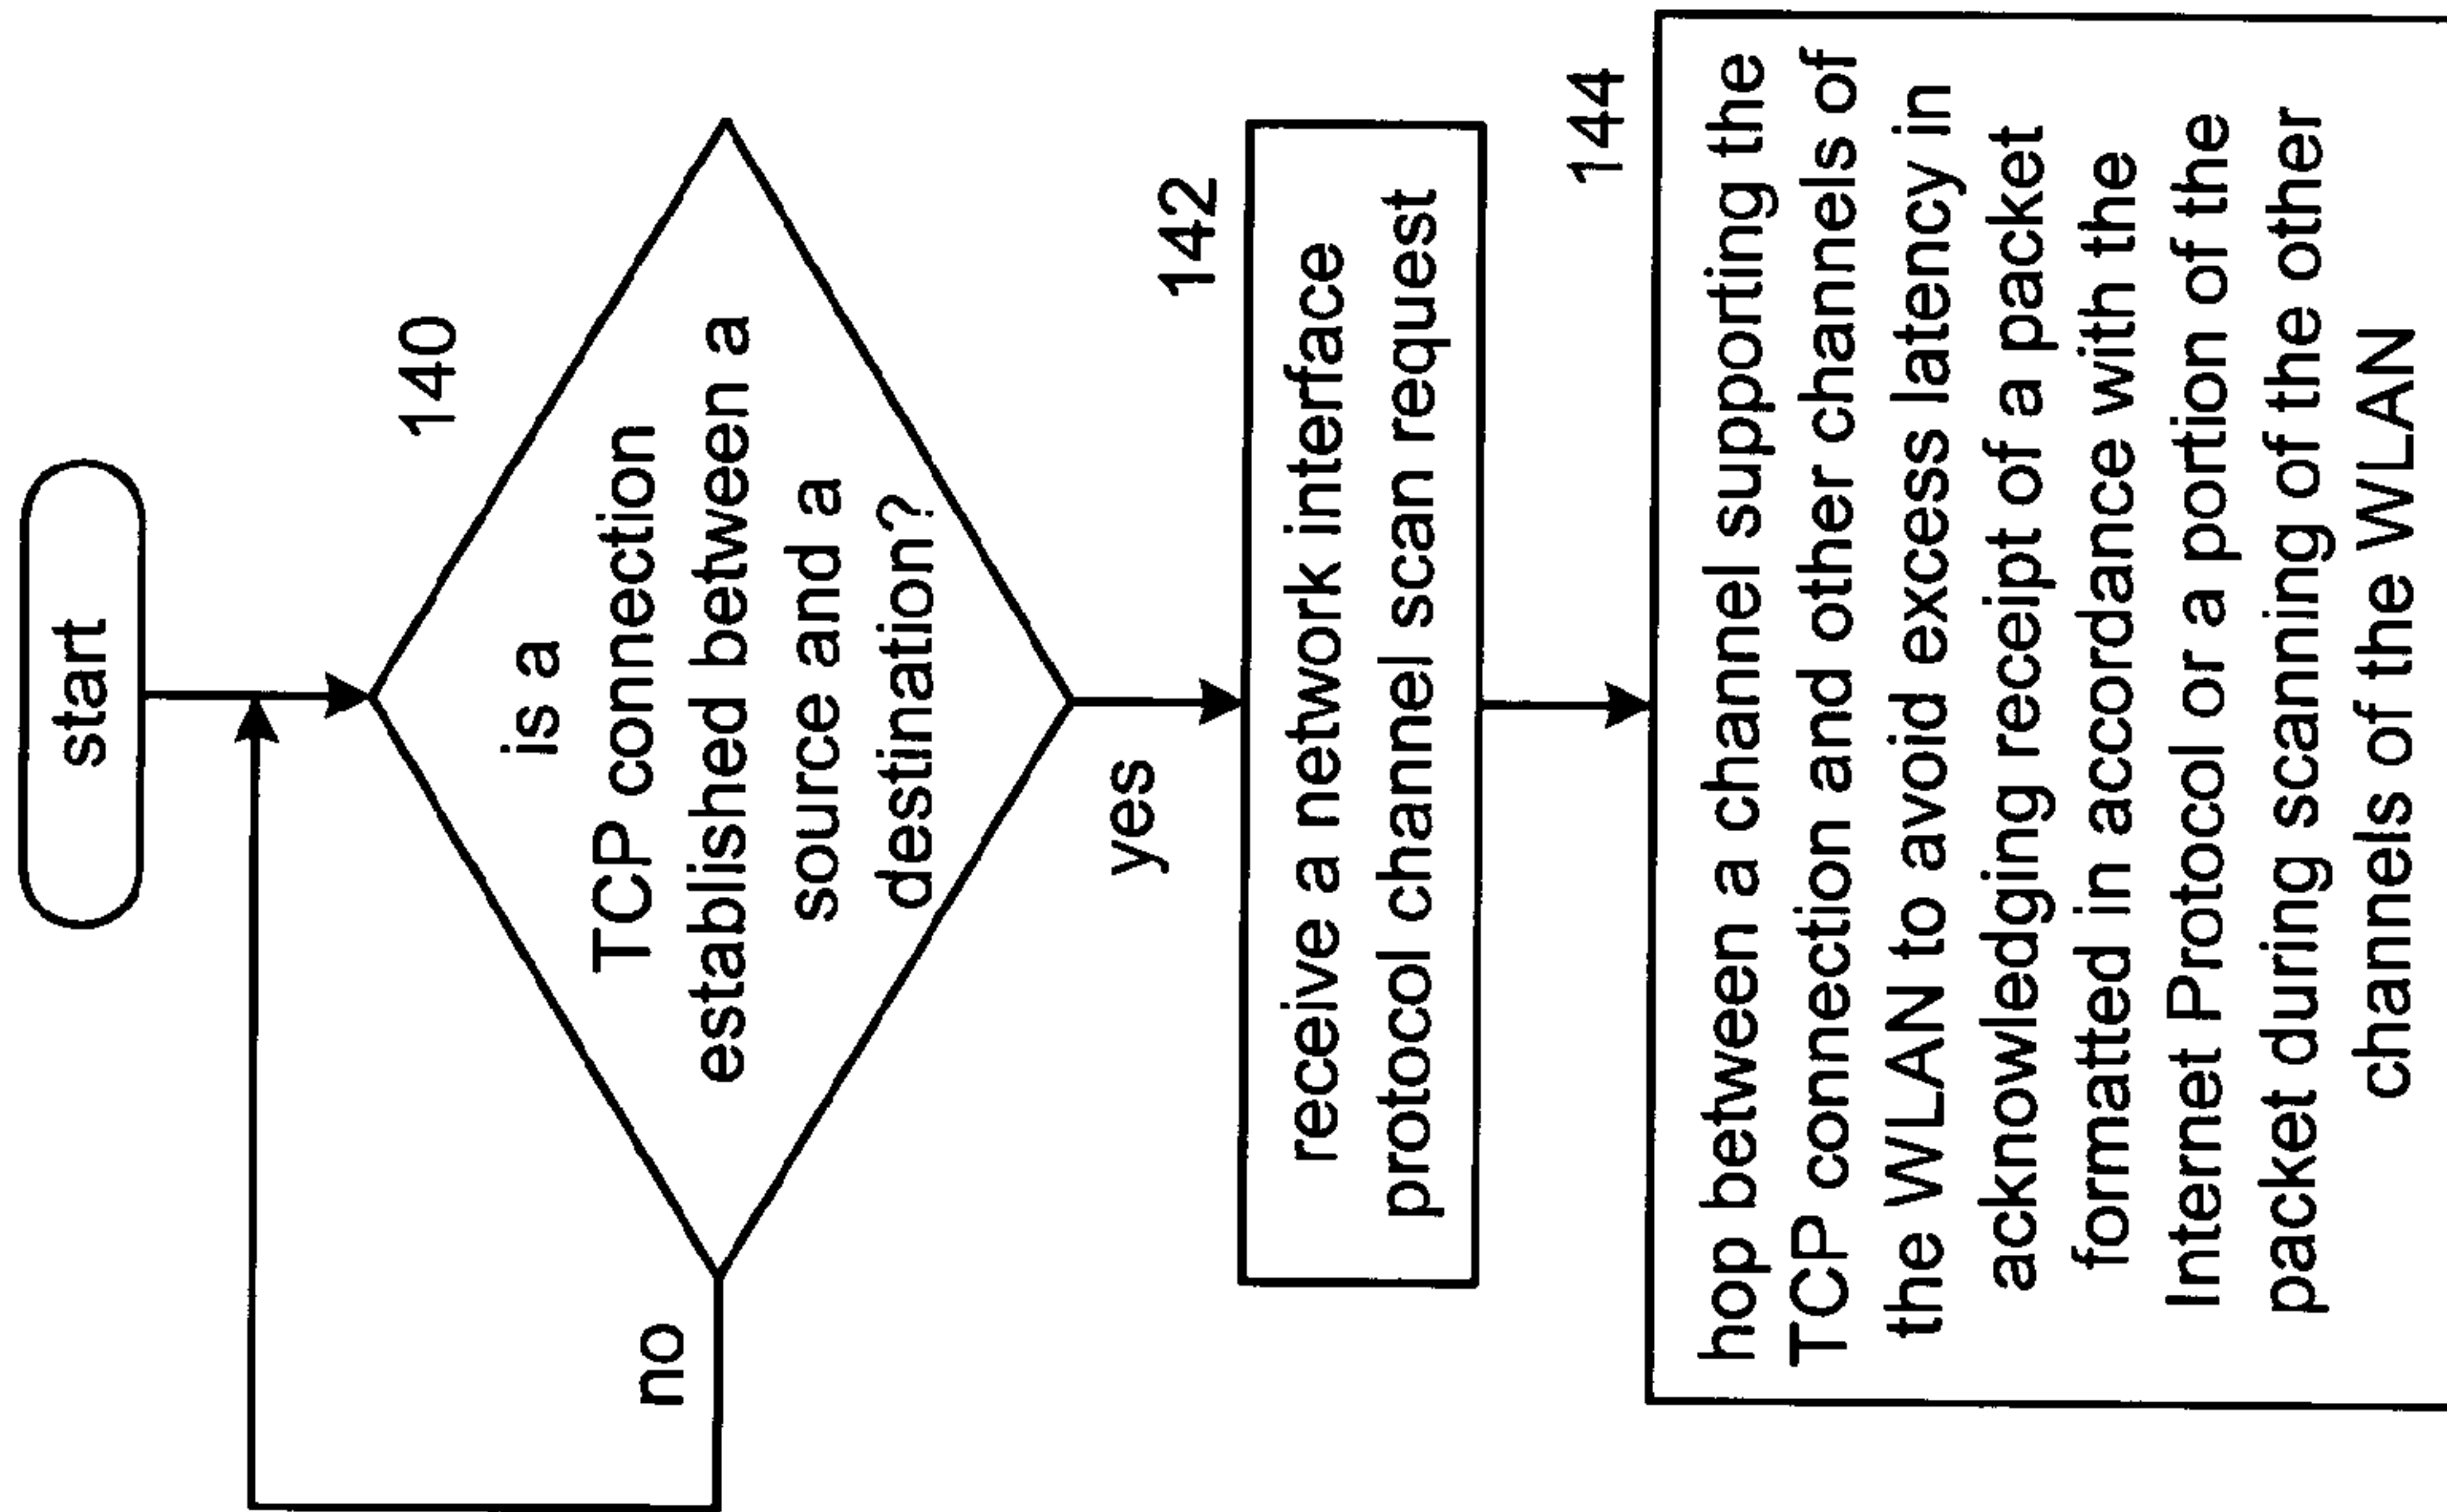 start
140
is a
TCP connection
established between a
source and a
destination?
no
yes
142
receive a network interface
protocol channel scan request
144
hop between a channel supporting the
TCP connection and other channels of
the WLAN to avoid excess latency in
acknowledging receipt of a packet
formatted in accordance with the
Internet Protocol or a portion of the
packet during scanning of the other
channels of the WLAN